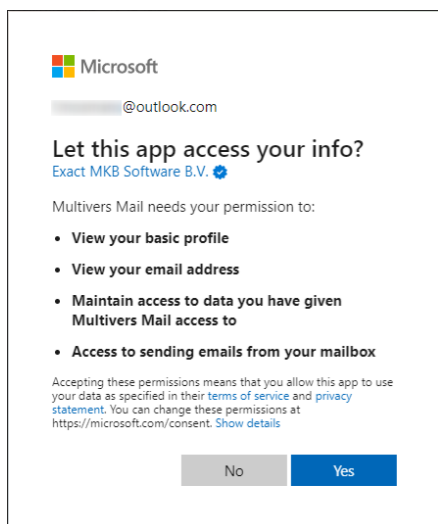 Microsoft
@outlook.com
Let this app access your info?
Exact MKB Software B.V.
Multivers Mail needs your permission to:
• View your basic profile
• View your email address
• Maintain access to data you have given
Multivers Mail access to
• Access to sending emails from your mailbox
Accepting these permissions means that you allow this app to use
your data as specified in their terms of service and privacy
statement. You can change these permissions at
https://microsoft.com/consent. Show details
No Yes